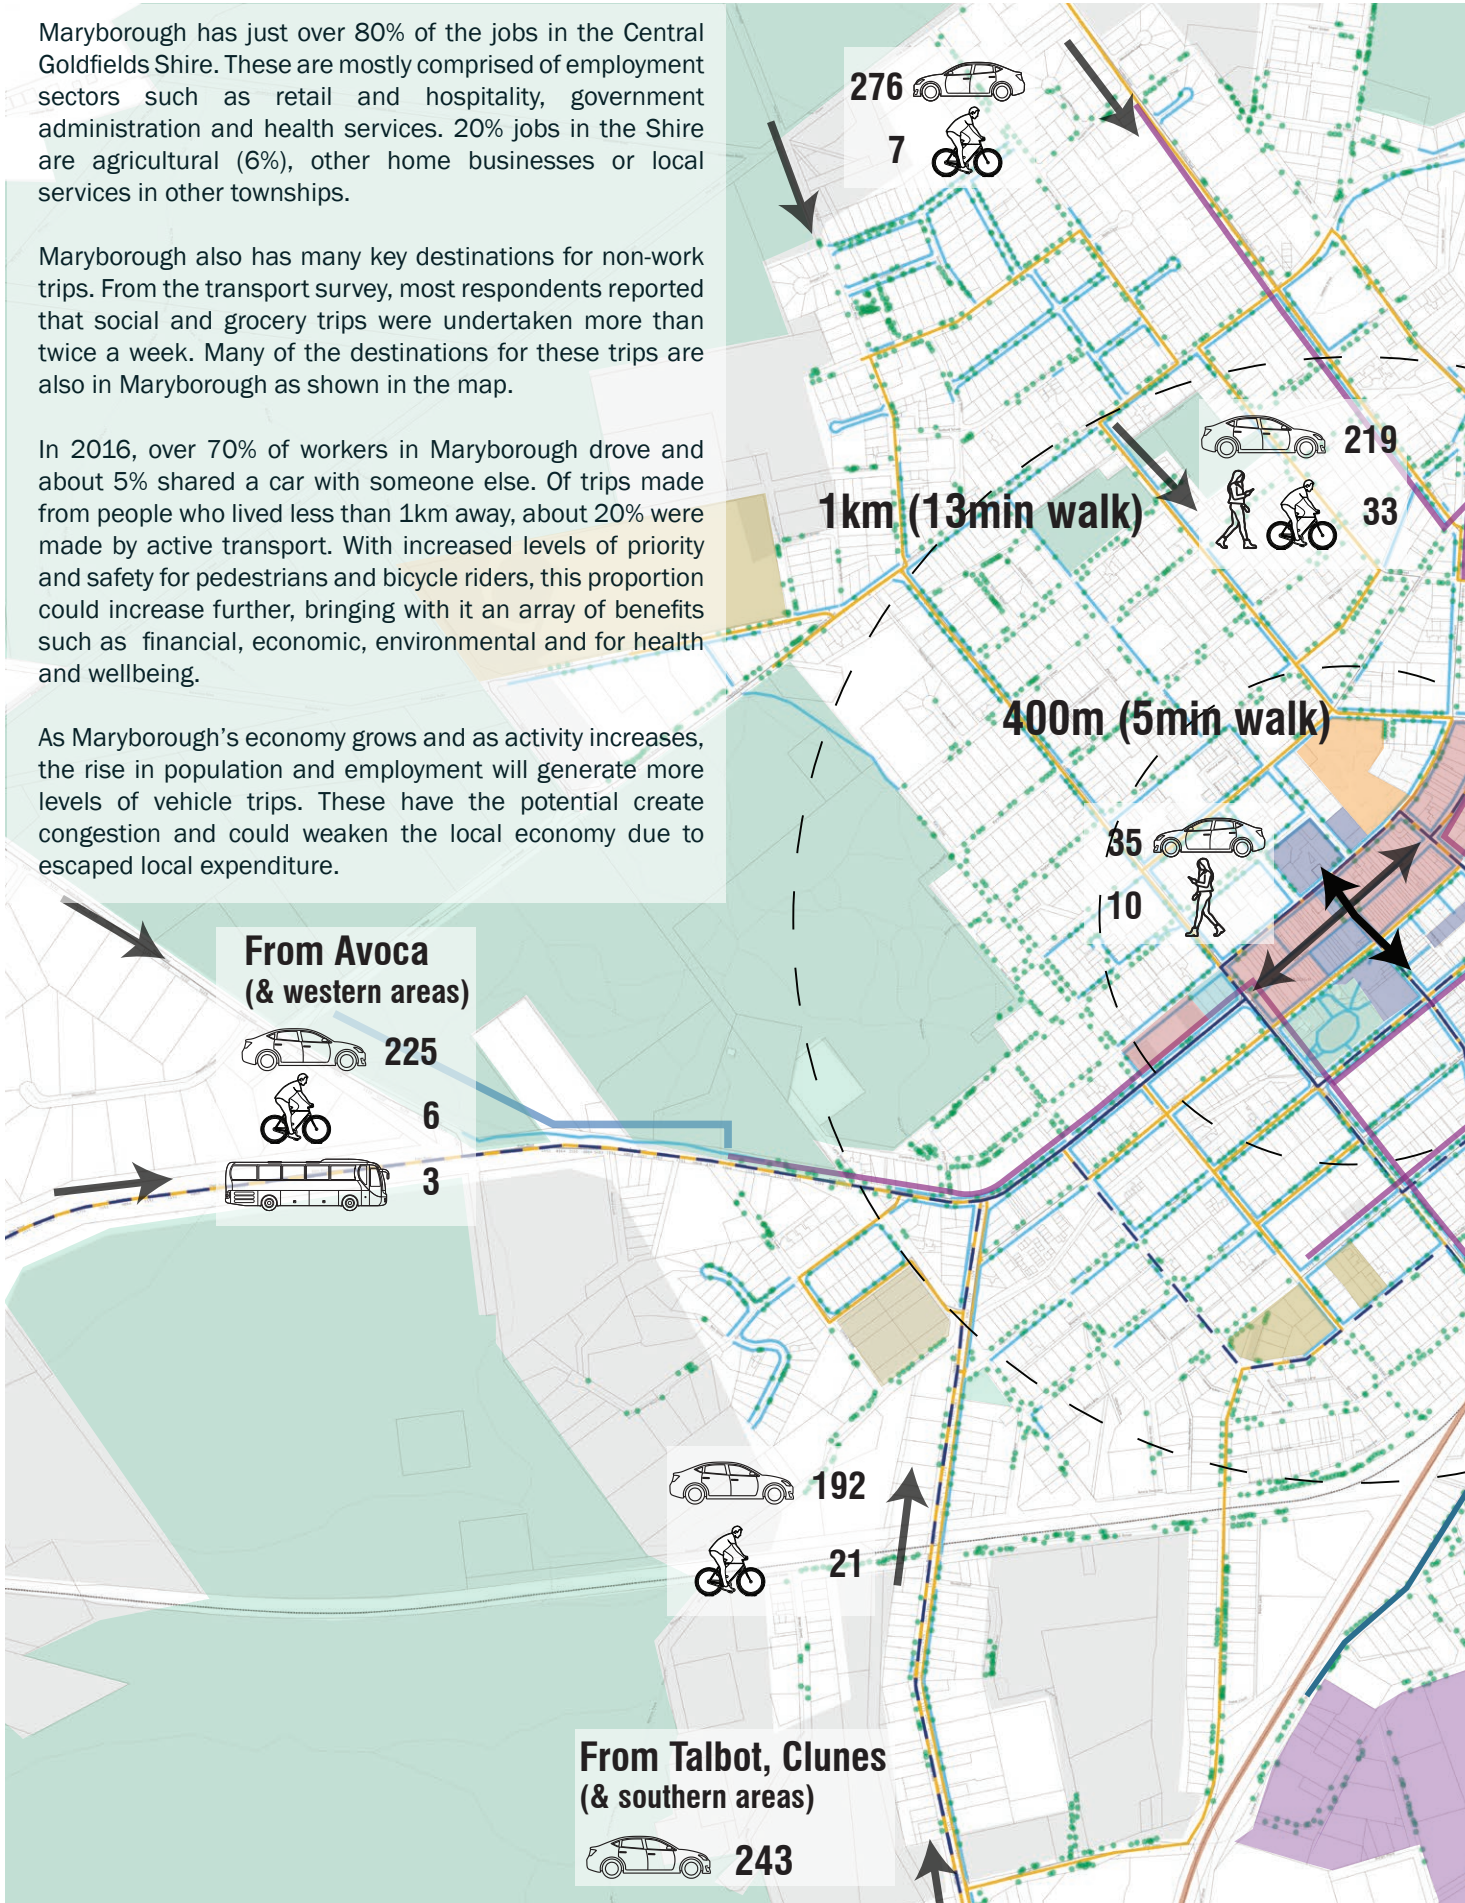 Maryborough has just over 80% of the jobs in the Central
Goldfields Shire. These are mostly comprised of employment
sectors such as retail and hospitality, government
administration and health services. 20% jobs in the Shire
are agricultural (6%), other home businesses or local
services in other townships.
Maryborough also has many key destinations for non-work
trips. From the transport survey, most respondents reported
that social and grocery trips were undertaken more than
twice a week. Many of the destinations for these trips are
also in Maryborough as shown in the map.
In 2016, over 70% of workers in Maryborough drove and
about 5% shared a car with someone else. Of trips made
from people who lived less than 1km away, about 20% were
made by active transport. With increased levels of priority
and safety for pedestrians and bicycle riders, this proportion
could increase further, bringing with it an array of benefits
such as financial, economic, environmental and for health
and wellbeing.
As Maryborough's economy grows and as activity increases,
the rise in population and employment will generate more
levels of vehicle trips. These have the potential create
congestion and could weaken the local economy due to
escaped local expenditure.
276
7
219
33
1km (13min walk)
400m (5min walk)
35
10
From Avoca
(& western areas)
225
6
3
192
21
From Talbot, Clunes
(& southern areas)
243